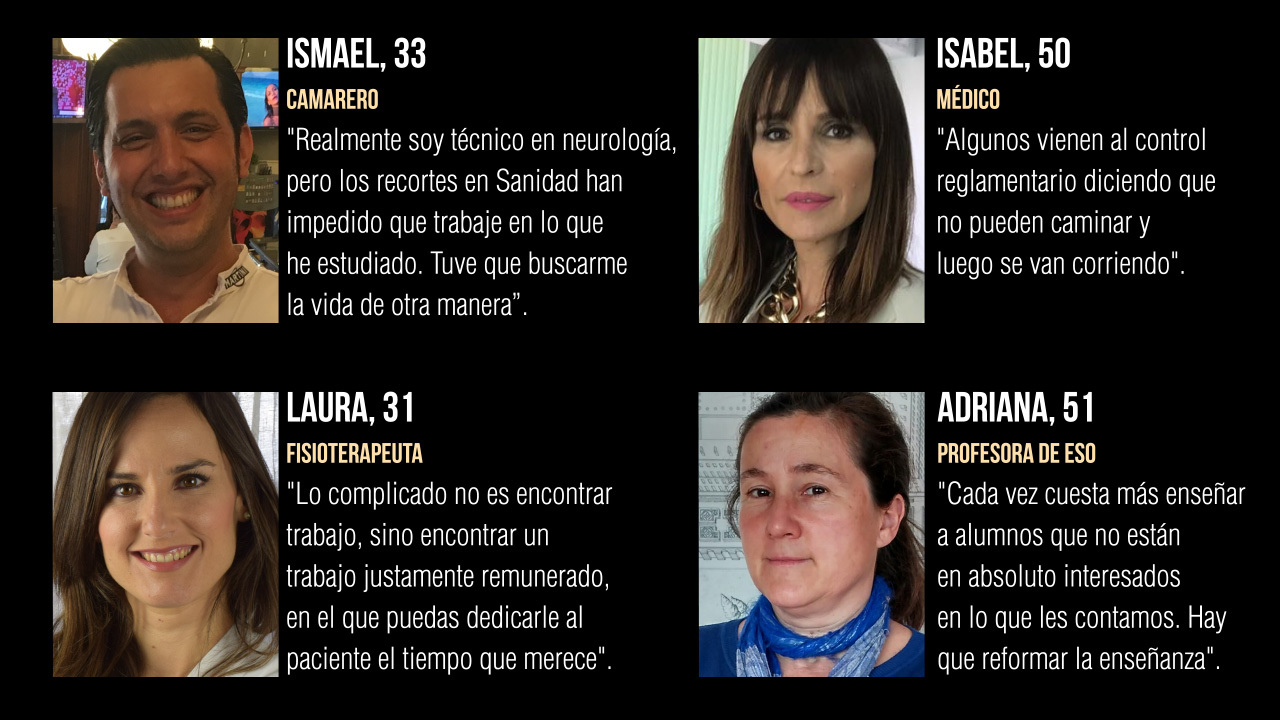 ISMAEL, 33
CAMARERO
"Realmente soy técnico en neurología,
pero los recortes en Sanidad han
impedido que trabaje en lo que
he estudiado. Tuve que buscarme
la vida de otra manera”.
MARTINI
ISABEL, 50
MÉDICO
"Algunos vienen al control
reglamentario diciendo que
no pueden caminar y
luego se van corriendo".
LAURA, 31
FISIOTERAPEUTA
"Lo complicado no es encontrar
trabajo, sino encontrar un
trabajo justamente remunerado,
en el que puedas dedicarle al
paciente el tiempo que merece".
ADRIANA, 51
PROFESORA DE ESO
"Cada vez cuesta más enseñar
a alumnos que no están
en absoluto interesados
en lo que les contamos. Hay
que reformar la enseñanza".